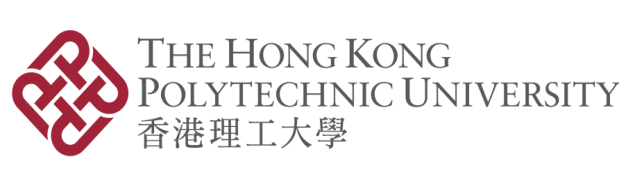 THE HONG KONG
POLYTECHNIC UNIVERSITY
香港理工大學